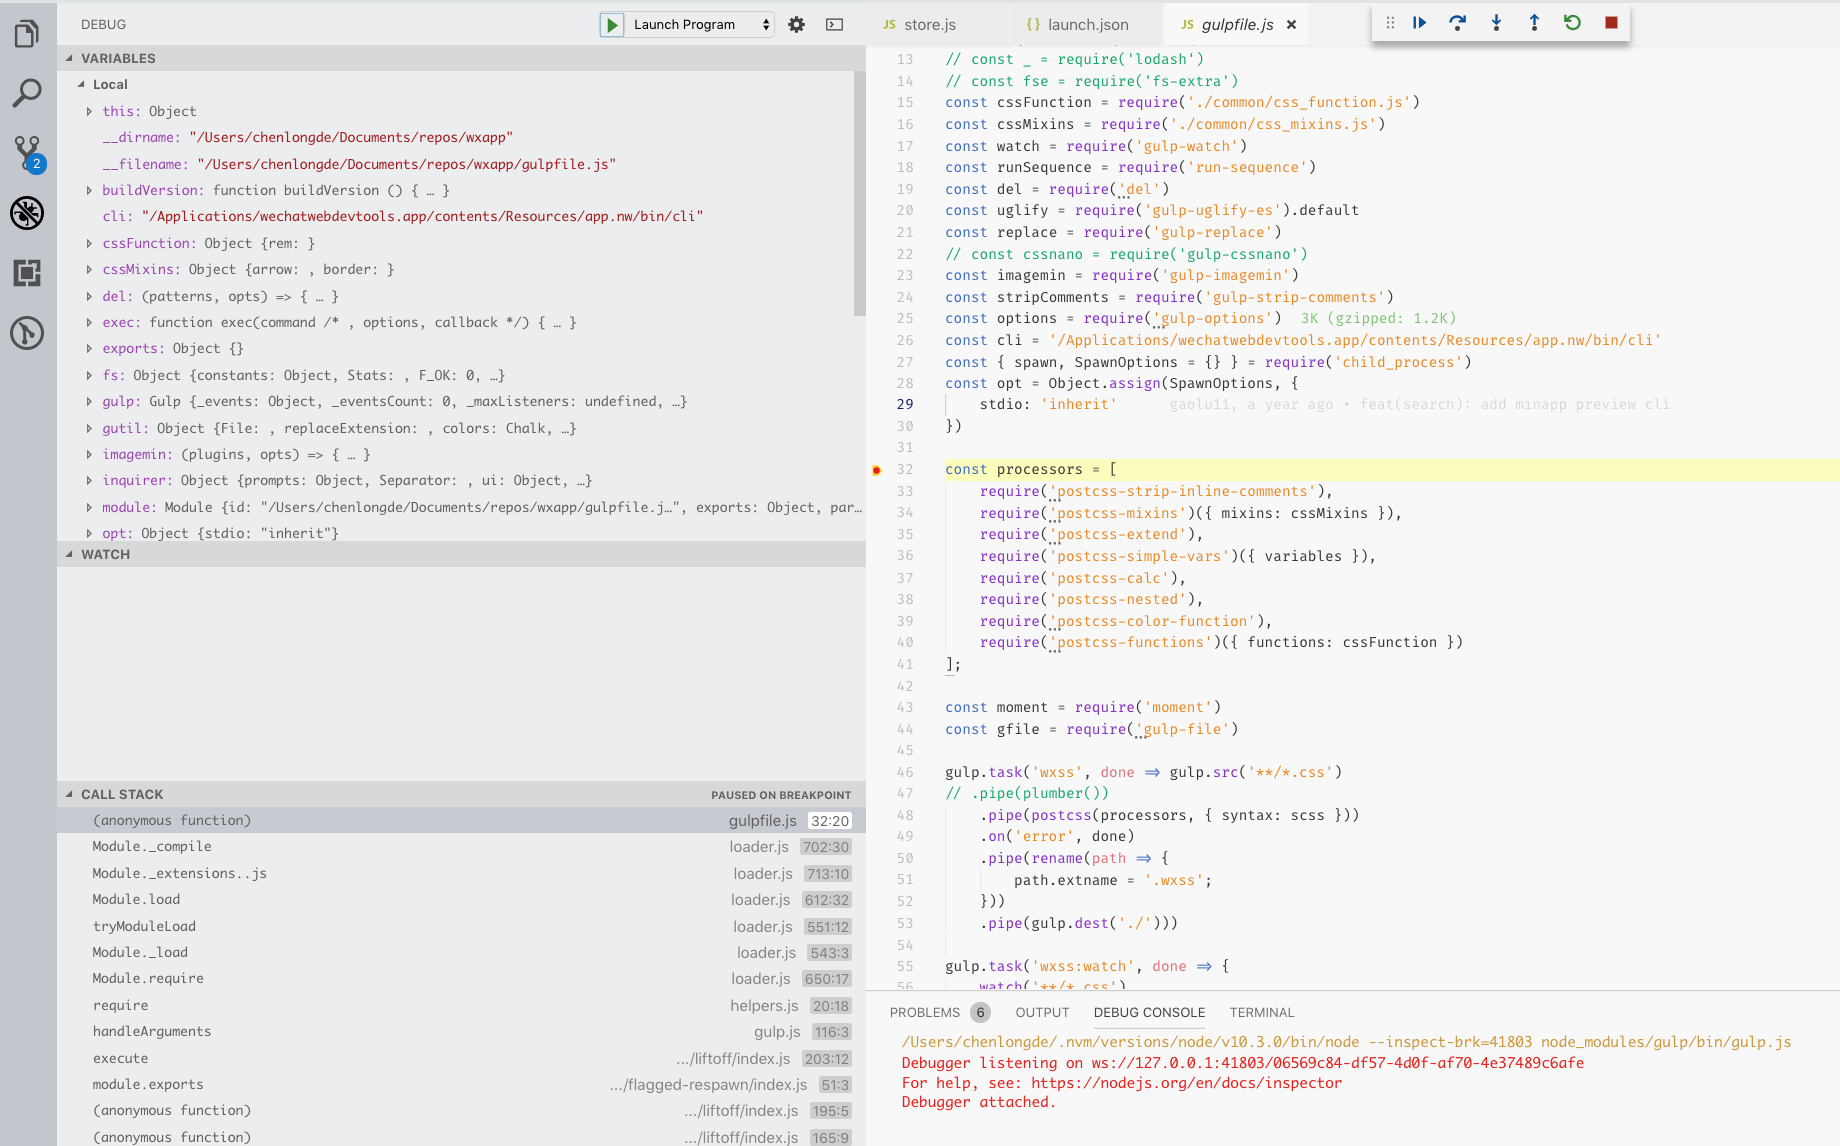 DEBUG
Launch Program
VARIABLES
Local
this: Object
__dirname: "/Users/chenlongde/Documents/repos/wxapp"
__filename: "/Users/chenlongde/Documents/repos/wxapp/gulpfile.js"
buildVersion: function buildVersion () { … }
cli: "/Applications/wechatwebdevtools.app/contents/Resources/app.nw/bin/cli"
cssFunction: Object {rem: }
cssMixins: Object {arrow: , border: }
del: (patterns, opts) => { … }
exec: function exec(command /* , options, callback */) { … }
exports: Object {}
fs: Object {constants: Object, Stats: , F_OK: 0, …}
gulp: Gulp {_events: Object, _eventsCount: 0, _maxListeners: undefined, …}
gutil: Object {File: , replaceExtension: , colors: Chalk, …}
imagemin: (plugins, opts) => { … }
inquirer: Object {prompts: Object, Separator: , ui: Object, …}
module: Module {id: "/Users/chenlongde/Documents/repos/wxapp/gulpfile.j…", exports: Object, par…
opt: Object {stdio: "inherit"}
WATCH
2
CALL STACK PAUSED ON BREAKPOINT
(anonymous function) gulpfile.js 32:20
Module._compile loader.js 702:30
Module._extensions..js loader.js 713:10
Module.load loader.js 612:32
tryModuleLoad loader.js 551:12
Module._load loader.js 543:3
Module.require loader.js 650:17
require helpers.js 20:18
handleArguments gulp.js 116:3
execute …/liftoff/index.js 203:12
module.exports …/flagged-respawn/index.js 51:3
(anonymous function) …/liftoff/index.js 195:5
(anonymous function) …/liftoff/index.js 165:9
JS store.js {} launch.json JS gulpfile.js ×
13 // const _ = require('lodash')
14 // const fse = require('fs-extra')
15 const cssFunction = require('./common/css_function.js')
16 const cssMixins = require('./common/css_mixins.js')
17 const watch = require('gulp-watch')
18 const runSequence = require('run-sequence')
19 const del = require('del')
20 const uglify = require('gulp-uglify-es').default
21 const replace = require('gulp-replace')
22 // const cssnano = require('gulp-cssnano')
23 const imagemin = require('gulp-imagemin')
24 const stripComments = require('gulp-strip-comments')
25 const options = require('gulp-options') 3K (gzipped: 1.2K)
26 const cli = '/Applications/wechatwebdevtools.app/contents/Resources/app.nw/bin/cli'
27 const { spawn, SpawnOptions = {} } = require('child_process')
28 const opt = Object.assign(SpawnOptions, {
29 stdio: 'inherit' gaolu11, a year ago • feat(search): add minapp preview cli
30 })
31
32 const processors = [
33 require('postcss-strip-inline-comments'),
34 require('postcss-mixins')({ mixins: cssMixins }),
35 require('postcss-extend'),
36 require('postcss-simple-vars')({ variables }),
37 require('postcss-calc'),
38 require('postcss-nested'),
39 require('postcss-color-function'),
40 require('postcss-functions')({ functions: cssFunction })
41 ];
42
43 const moment = require('moment')
44 const gfile = require('gulp-file')
45
46 gulp.task('wxss', done => gulp.src('**/*.css')
47 // .pipe(plumber())
48 .pipe(postcss(processors, { syntax: scss }))
49 .on('error', done)
50 .pipe(rename(path => {
51 path.extname = '.wxss';
52 }))
53 .pipe(gulp.dest('./')))
54
55 gulp.task('wxss:watch', done => {
56 watch('**/*.css')
PROBLEMS 6 OUTPUT DEBUG CONSOLE TERMINAL
/Users/chenlongde/.nvm/versions/node/v10.3.0/bin/node --inspect-brk=41803 node_modules/gulp/bin/gulp.js
Debugger listening on ws://127.0.0.1:41803/06569c84-df57-4d0f-af70-4e37489c6afe
For help, see: https://nodejs.org/en/docs/inspector
Debugger attached.